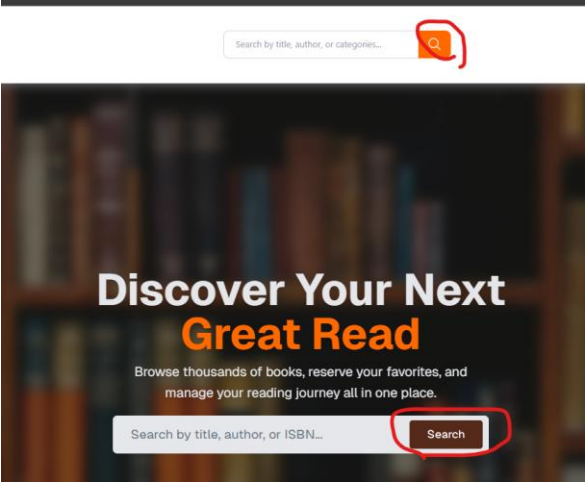 Search by title, author, or categories...
Discover Your Next
Great Read
Browse thousands of books, reserve your favorites, and
manage your reading journey all in one place.
Search by title, author, or ISBN... Search